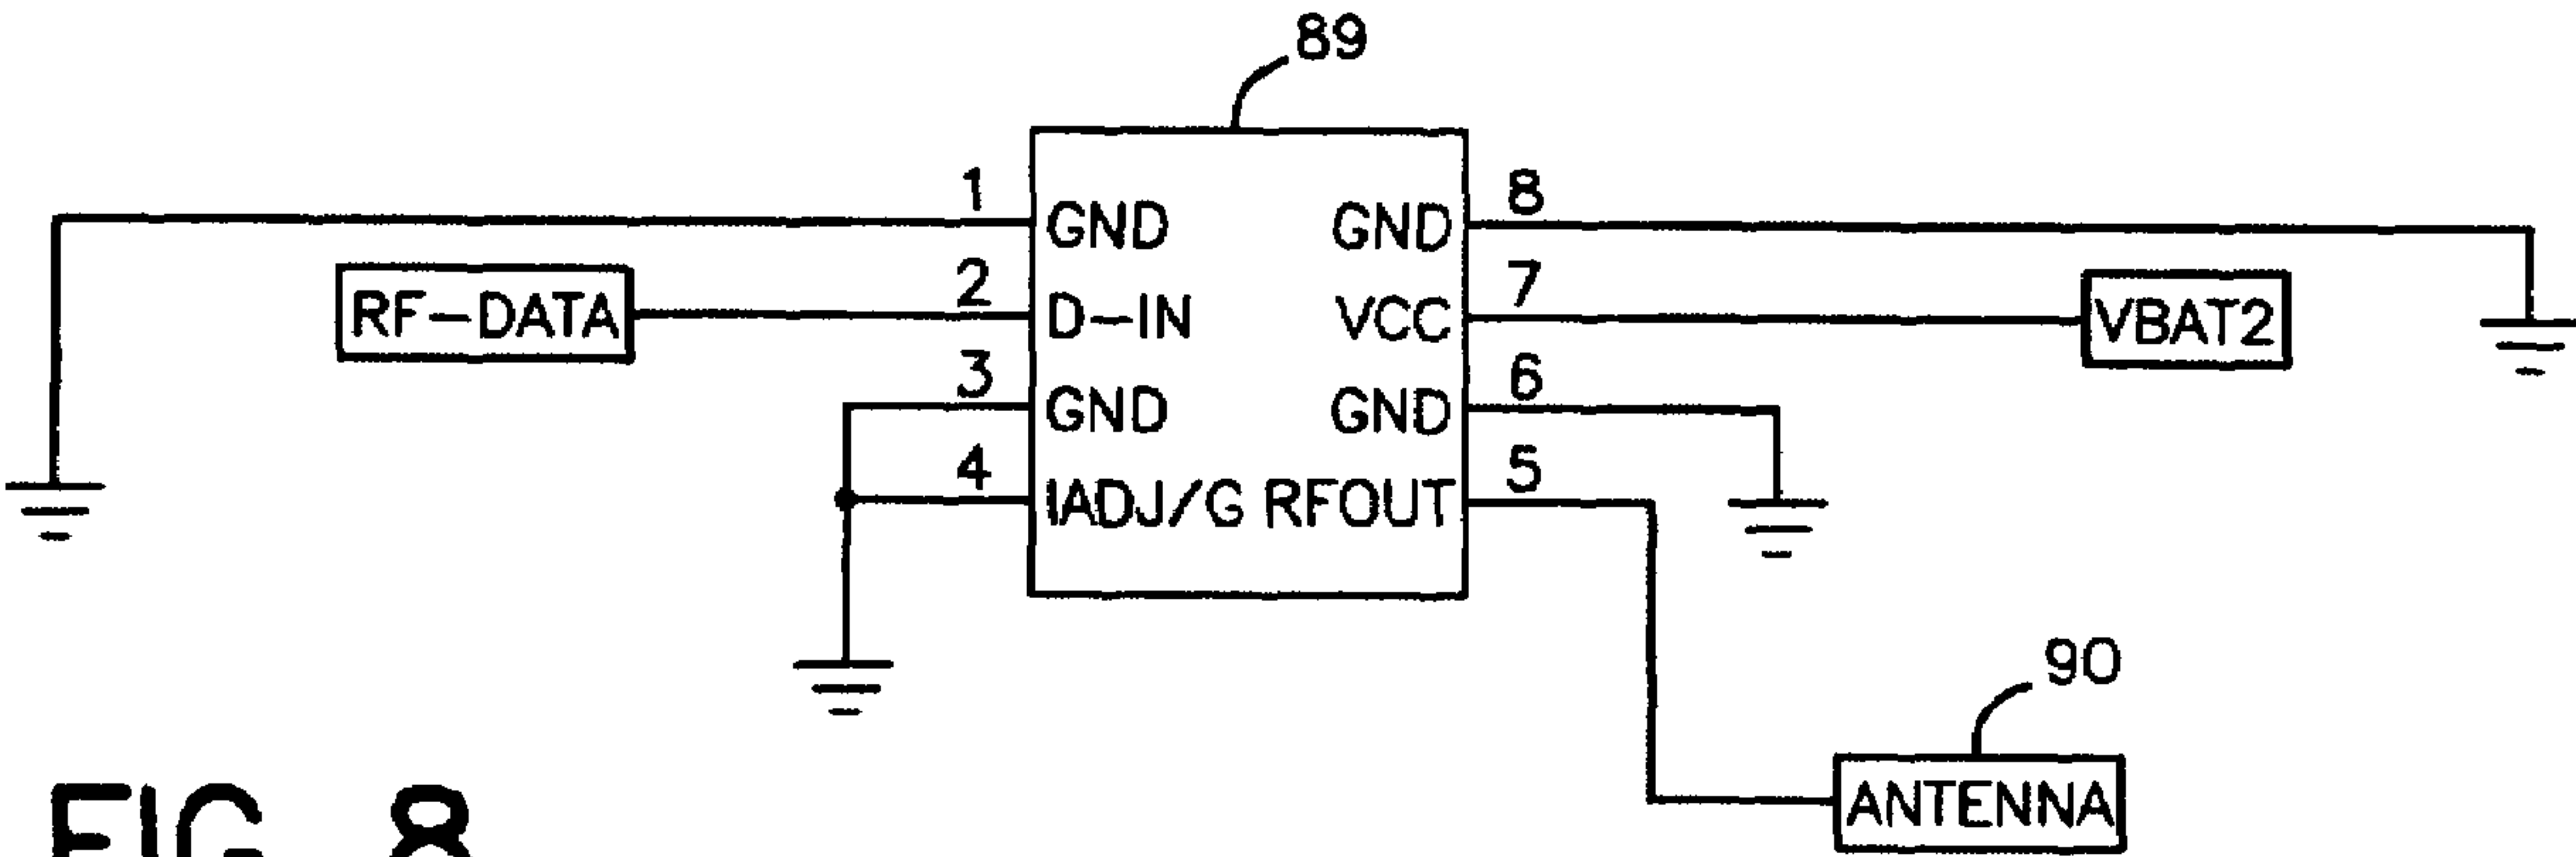 89
1 GND GND 8
RF-DATA 2 D-IN VCC 7 VBAT2
3 GND GND 6
4 IADJ/G RFOUT 5
90
ANTENNA
FIG. 8